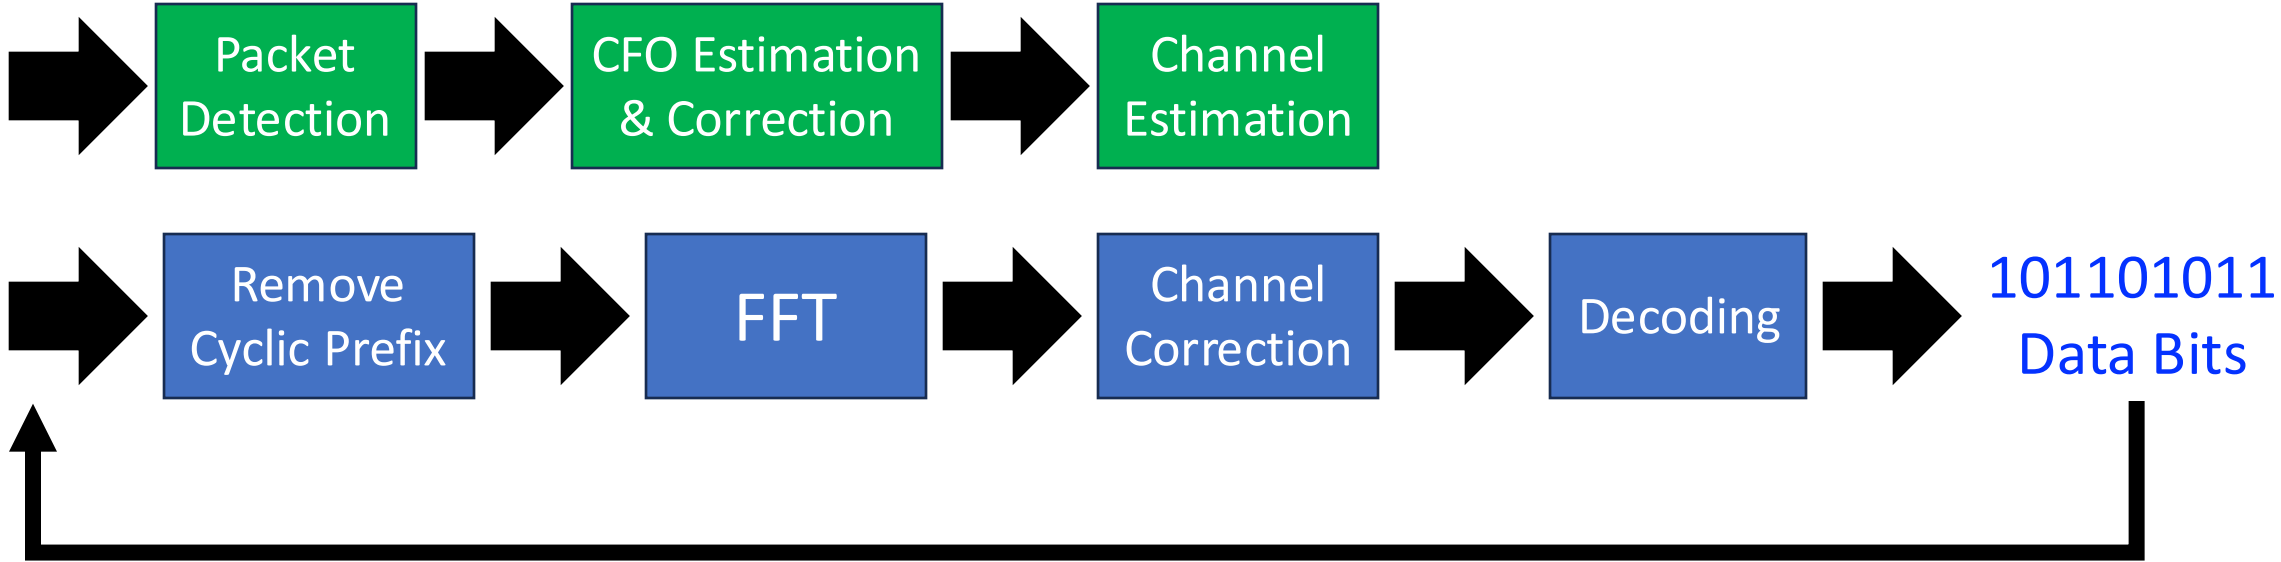 Packet
Detection
CFO Estimation
& Correction
Channel
Estimation
Remove
Cyclic Prefix
FFT
Channel
Correction
Decoding
101101011
Data Bits